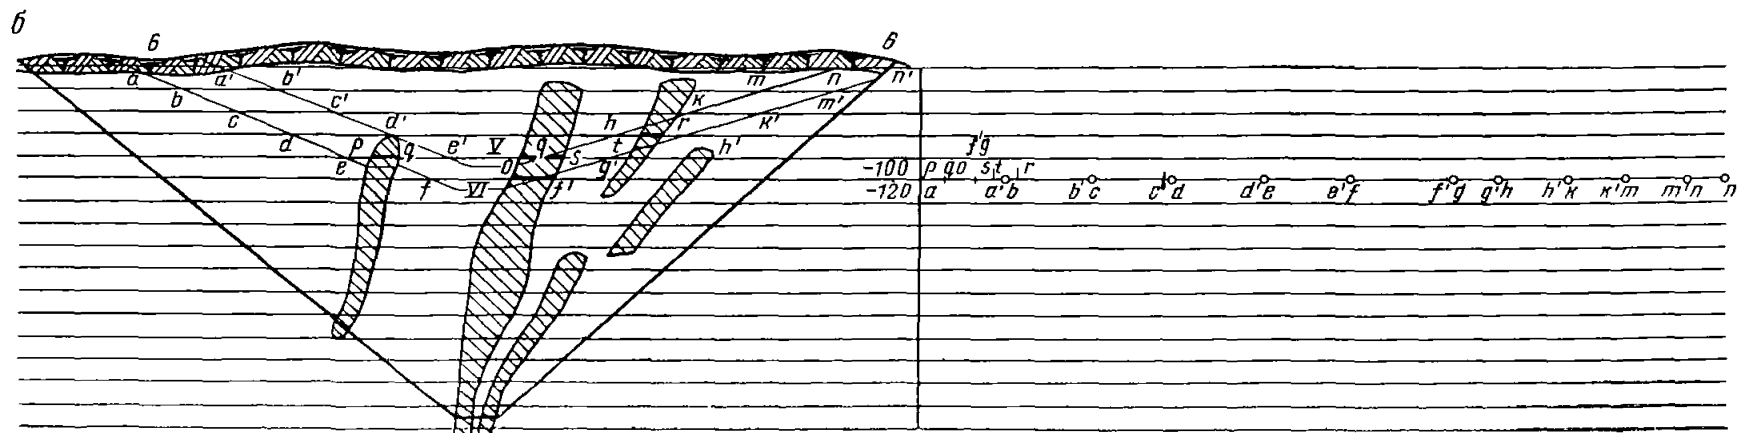 б
б б
a a' b' m n n'
b c' к m'
c d' h r к'
d p q e' V q s t h' f'g
e O g' -100 p q o s t r
f VI f' -120 a a' b b' c c' d d' e e' f f' g g' h h' к к' m m' n n